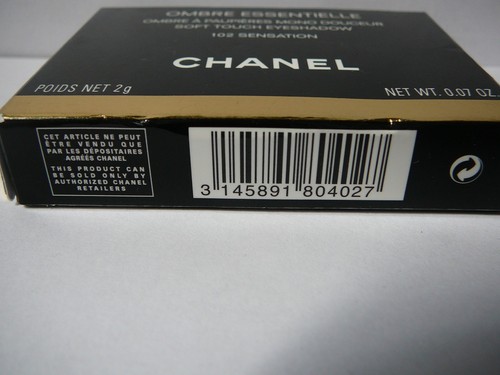 OMBRE ESSENTIELLE
OMBRE À PAUPIÈRES MONO DOUCEUR
SOFT TOUCH EYESHADOW
102 SENSATION
CHANEL
POIDS NET 2g
NET WT. 0.07 OZ.
CET ARTICLE NE PEUT
ÊTRE VENDU QUE
PAR LES DÉPOSITAIRES
AGRÉÉS CHANEL
THIS PRODUCT CAN
BE SOLD ONLY BY
AUTHORIZED CHANEL
RETAILERS
3 145891 804027